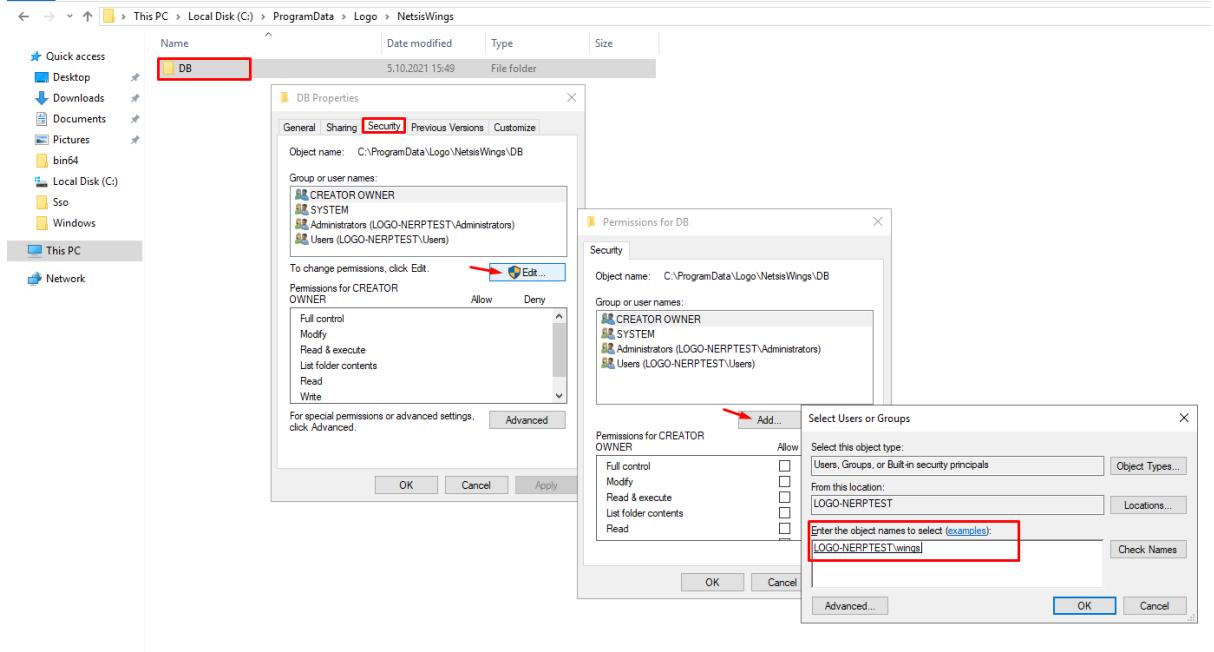 This PC > Local Disk (C:) > ProgramData > Logo > NetsisWings
Name Date modified Type Size
Quick access
Desktop
Downloads
Documents
Pictures
bin64
Local Disk (C:)
Sso
Windows
This PC
Network
DB 5.10.2021 15:49 File folder
DB Properties
General Sharing Security Previous Versions Customize
Object name: C:\ProgramData\Logo\NetsisWings\DB
Group or user names:
CREATOR OWNER
SYSTEM
Administrators (LOGO-NERPTEST\Administrators)
Users (LOGO-NERPTEST\Users)
To change permissions, click Edit.
Edit...
Permissions for CREATOR
OWNER Allow Deny
Full control
Modify
Read & execute
List folder contents
Read
Write
For special permissions or advanced settings,
click Advanced.
Advanced
OK Cancel Apply
Permissions for DB
Security
Object name: C:\ProgramData\Logo\NetsisWings\DB
Group or user names:
CREATOR OWNER
SYSTEM
Administrators (LOGO-NERPTEST\Administrators)
Users (LOGO-NERPTEST\Users)
Add...
Permissions for CREATOR
OWNER Allow
Full control
Modify
Read & execute
List folder contents
Read
OK Cancel
Select Users or Groups
Select this object type:
Users, Groups, or Built-in security principals
Object Types...
From this location:
LOGO-NERPTEST
Locations...
Enter the object names to select (examples):
LOGO-NERPTEST\wings
Check Names
Advanced...
OK Cancel